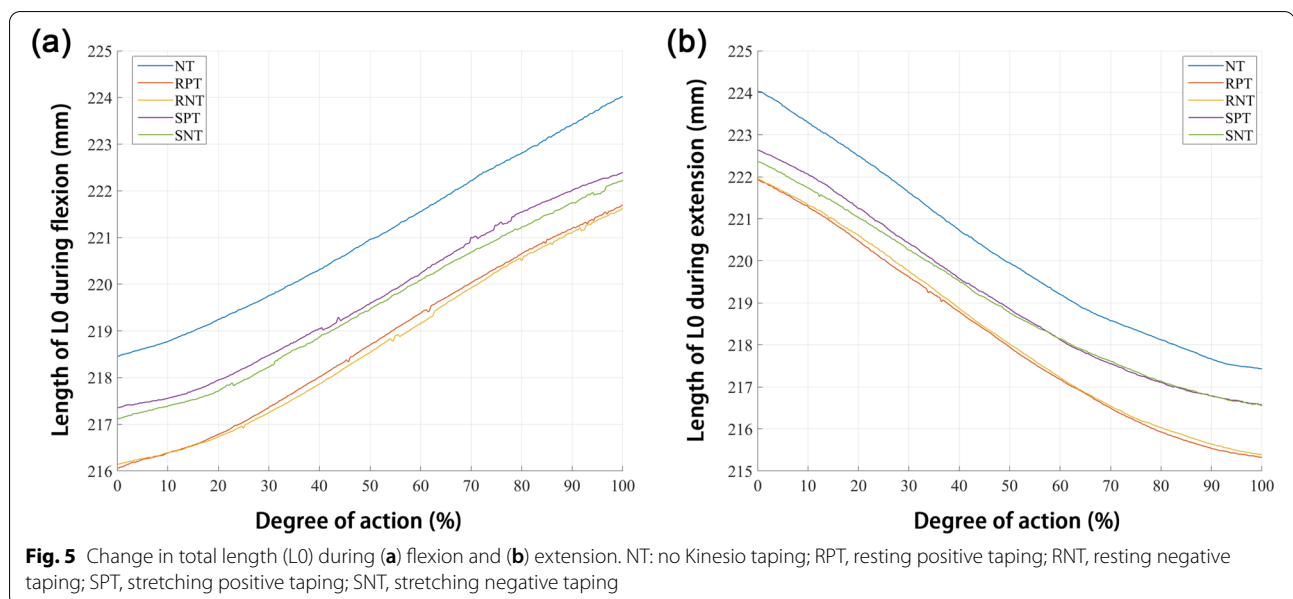 (a)
225
224
223
222
221
220
219
218
217
216
0 10 20 30 40 50 60 70 80 90 100
Length of L0 during flexion (mm)
Degree of action (%)
NT
RPT
RNT
SPT
SNT
(b)
225
224
223
222
221
220
219
218
217
216
215
0 10 20 30 40 50 60 70 80 90 100
Length of L0 during extension (mm)
Degree of action (%)
NT
RPT
RNT
SPT
SNT
Fig. 5 Change in total length (L0) during (a) flexion and (b) extension. NT: no Kinesio taping; RPT, resting positive taping; RNT, resting negative
taping; SPT, stretching positive taping; SNT, stretching negative taping